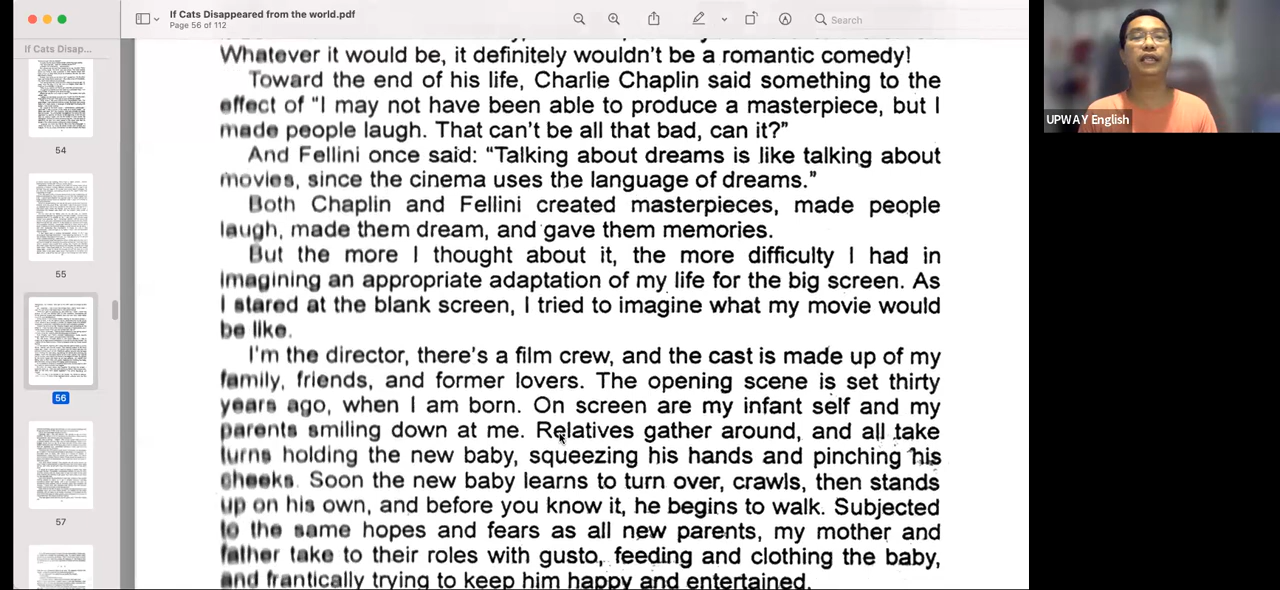 If Cats Disappeared from the world.pdf
Page 56 of 112
Search
If Cats Disap...
54
55
56
57
Whatever it would be, it definitely wouldn't be a romantic comedy!
Toward the end of his life, Charlie Chaplin said something to the
effect of "I may not have been able to produce a masterpiece, but I
made people laugh. That can't be all that bad, can it?"
And Fellini once said: "Talking about dreams is like talking about
movies, since the cinema uses the language of dreams."
Both Chaplin and Fellini created masterpieces, made people
laugh, made them dream, and gave them memories.
But the more I thought about it, the more difficulty I had in
imagining an appropriate adaptation of my life for the big screen. As
I stared at the blank screen, I tried to imagine what my movie would
be like.
I'm the director, there's a film crew, and the cast is made up of my
family, friends, and former lovers. The opening scene is set thirty
years ago, when I am born. On screen are my infant self and my
parents smiling down at me. Relatives gather around, and all take
turns holding the new baby, squeezing his hands and pinching his
cheeks. Soon the new baby learns to turn over, crawls, then stands
up on his own, and before you know it, he begins to walk. Subjected
to the same hopes and fears as all new parents, my mother and
father take to their roles with gusto, feeding and clothing the baby,
and frantically trying to keep him happy and entertained.
UPWAY English